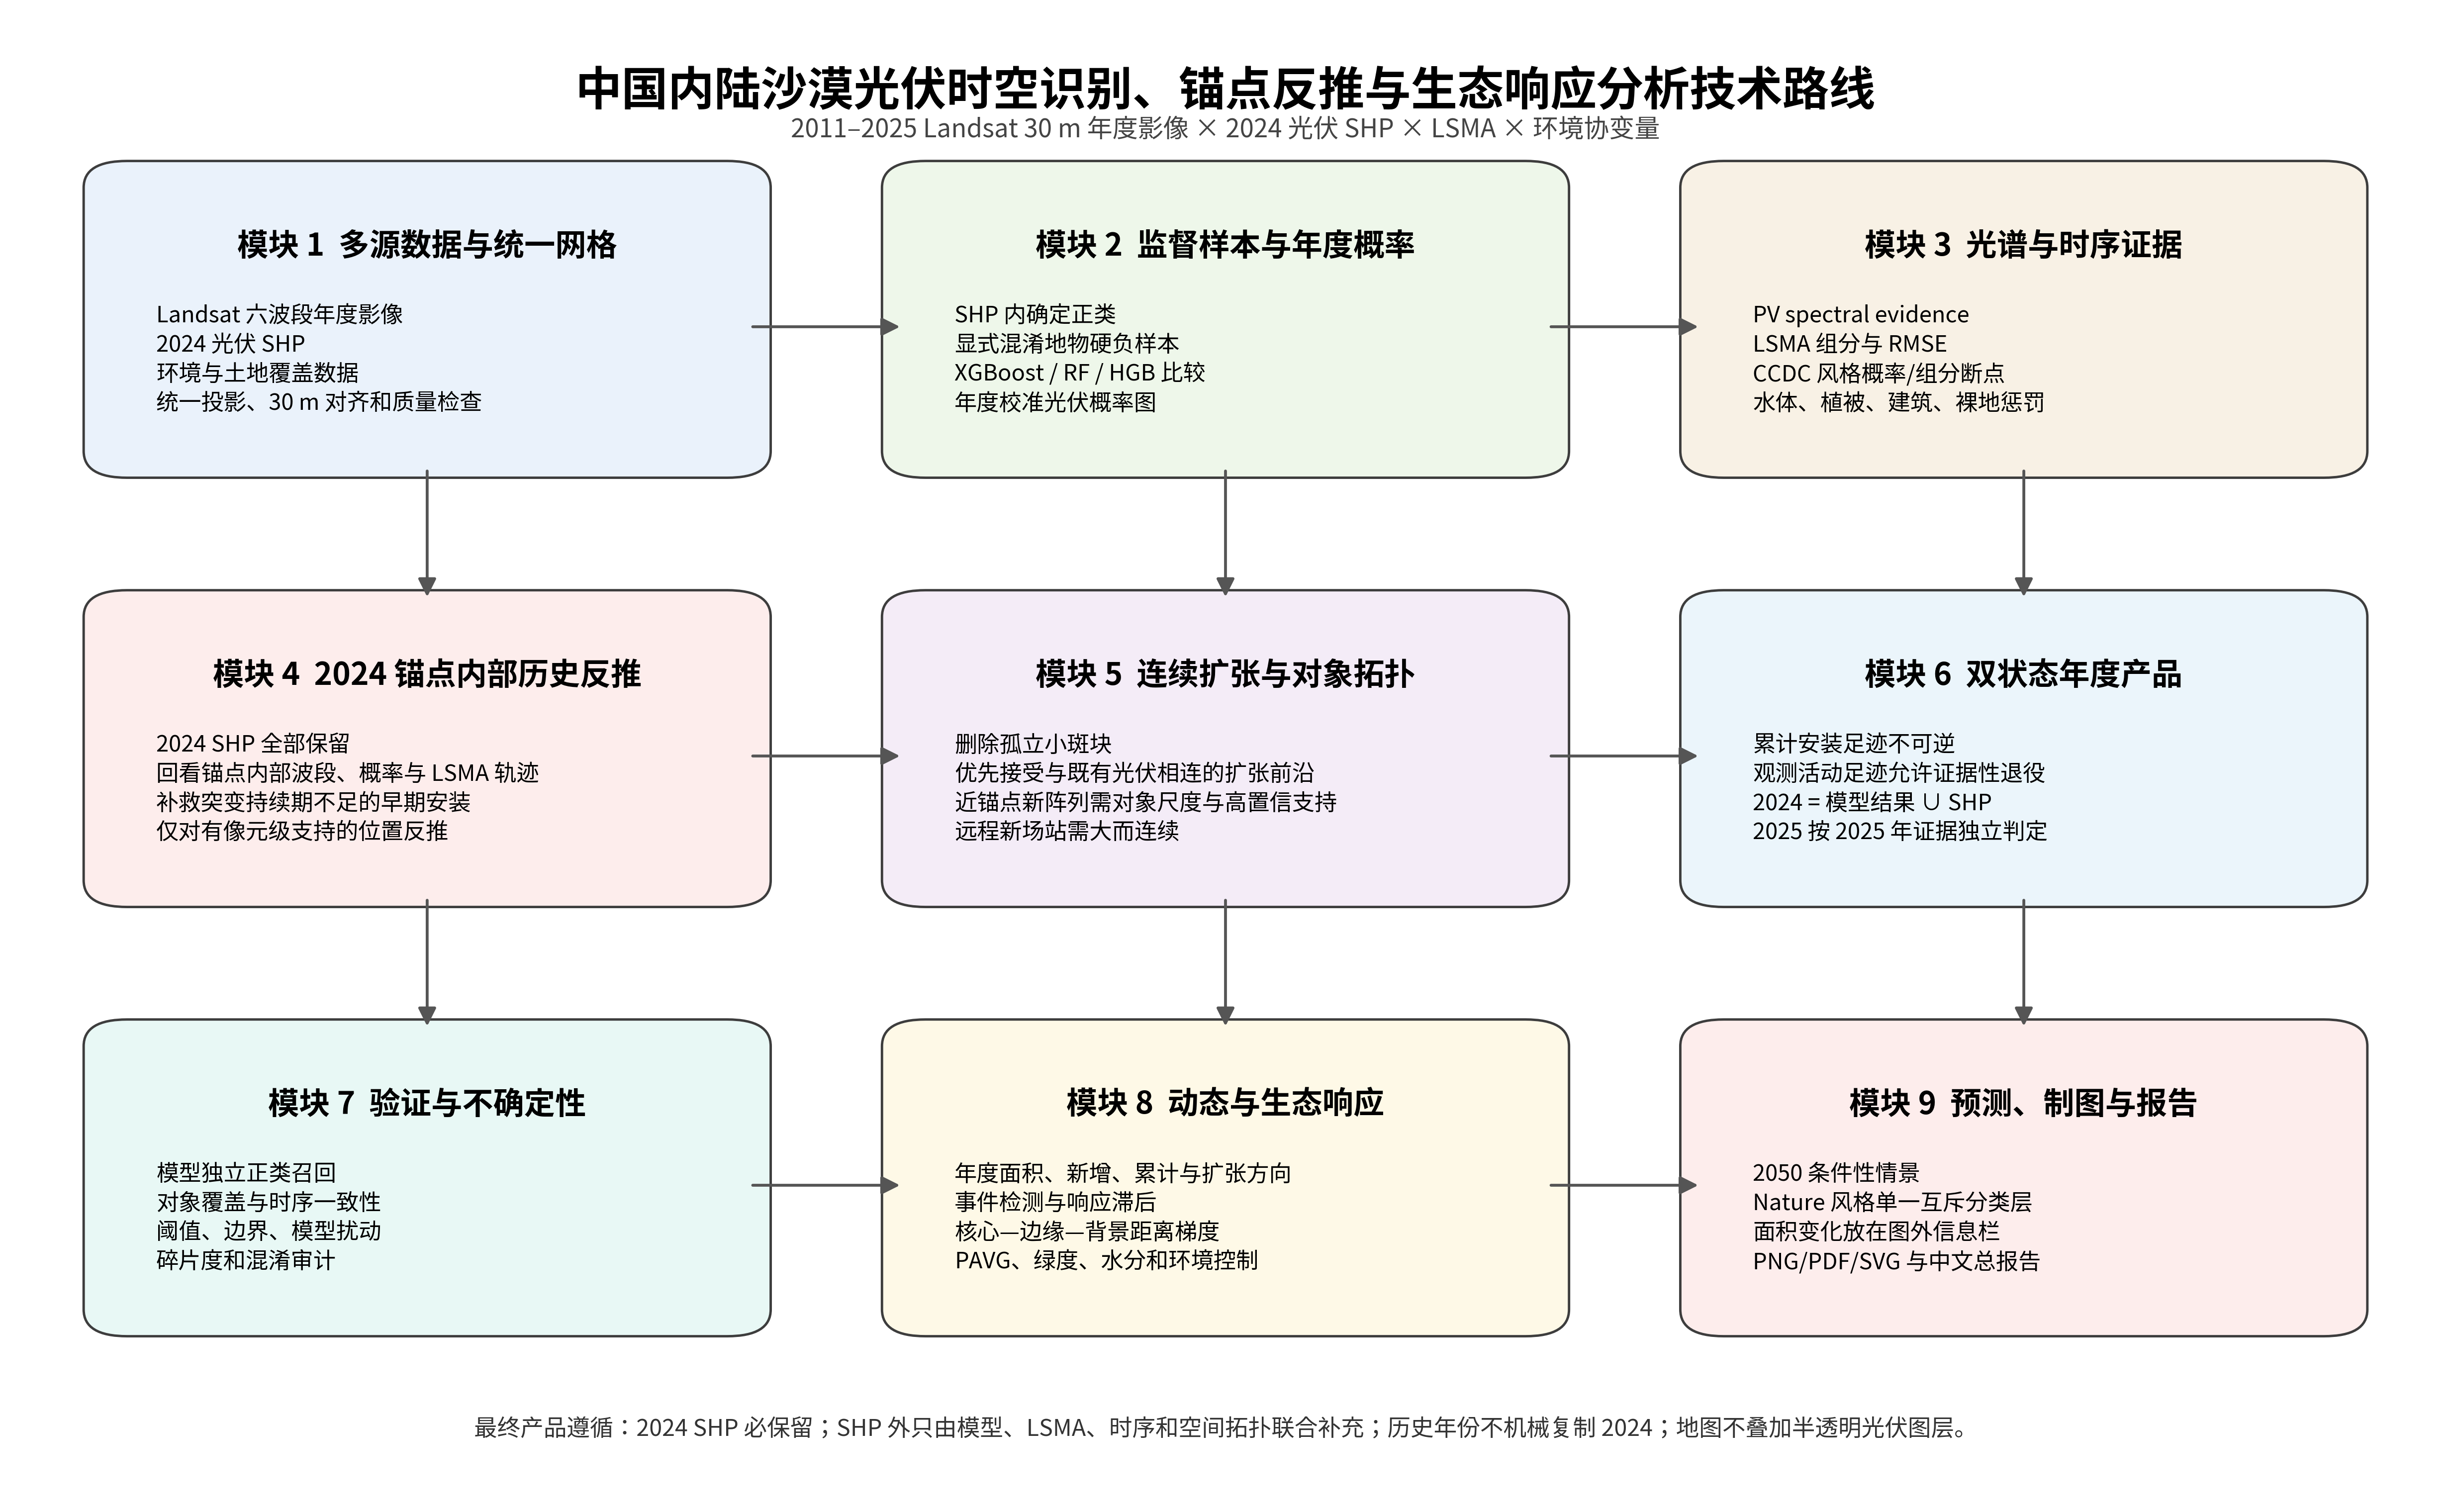 中国内陆沙漠光伏时空识别、锚点反推与生态响应分析技术路线
2011–2025 Landsat 30 m 年度影像 × 2024 光伏 SHP × LSMA × 环境协变量
模块 1 多源数据与统一网格
Landsat 六波段年度影像
2024 光伏 SHP
环境与土地覆盖数据
统一投影、30 m 对齐和质量检查
模块 2 监督样本与年度概率
SHP 内确定正类
显式混淆地物硬负样本
XGBoost / RF / HGB 比较
年度校准光伏概率图
模块 3 光谱与时序证据
PV spectral evidence
LSMA 组分与 RMSE
CCDC 风格概率/组分断点
水体、植被、建筑、裸地惩罚
模块 4 2024 锚点内部历史反推
2024 SHP 全部保留
回看锚点内部波段、概率与 LSMA 轨迹
补救突变持续期不足的早期安装
仅对有像元级支持的位置反推
模块 5 连续扩张与对象拓扑
删除孤立小斑块
优先接受与既有光伏相连的扩张前沿
近锚点新阵列需对象尺度与高置信支持
远程新场站需大而连续
模块 6 双状态年度产品
累计安装足迹不可逆
观测活动足迹允许证据性退役
2024 = 模型结果 ∪ SHP
2025 按 2025 年证据独立判定
模块 7 验证与不确定性
模型独立正类召回
对象覆盖与时序一致性
阈值、边界、模型扰动
碎片度和混淆审计
模块 8 动态与生态响应
年度面积、新增、累计与扩张方向
事件检测与响应滞后
核心—边缘—背景距离梯度
PAVG、绿度、水分和环境控制
模块 9 预测、制图与报告
2050 条件性情景
Nature 风格单一互斥分类层
面积变化放在图外信息栏
PNG/PDF/SVG 与中文总报告
最终产品遵循：2024 SHP 必保留；SHP 外只由模型、LSMA、时序和空间拓扑联合补充；历史年份不机械复制 2024；地图不叠加半透明光伏图层。